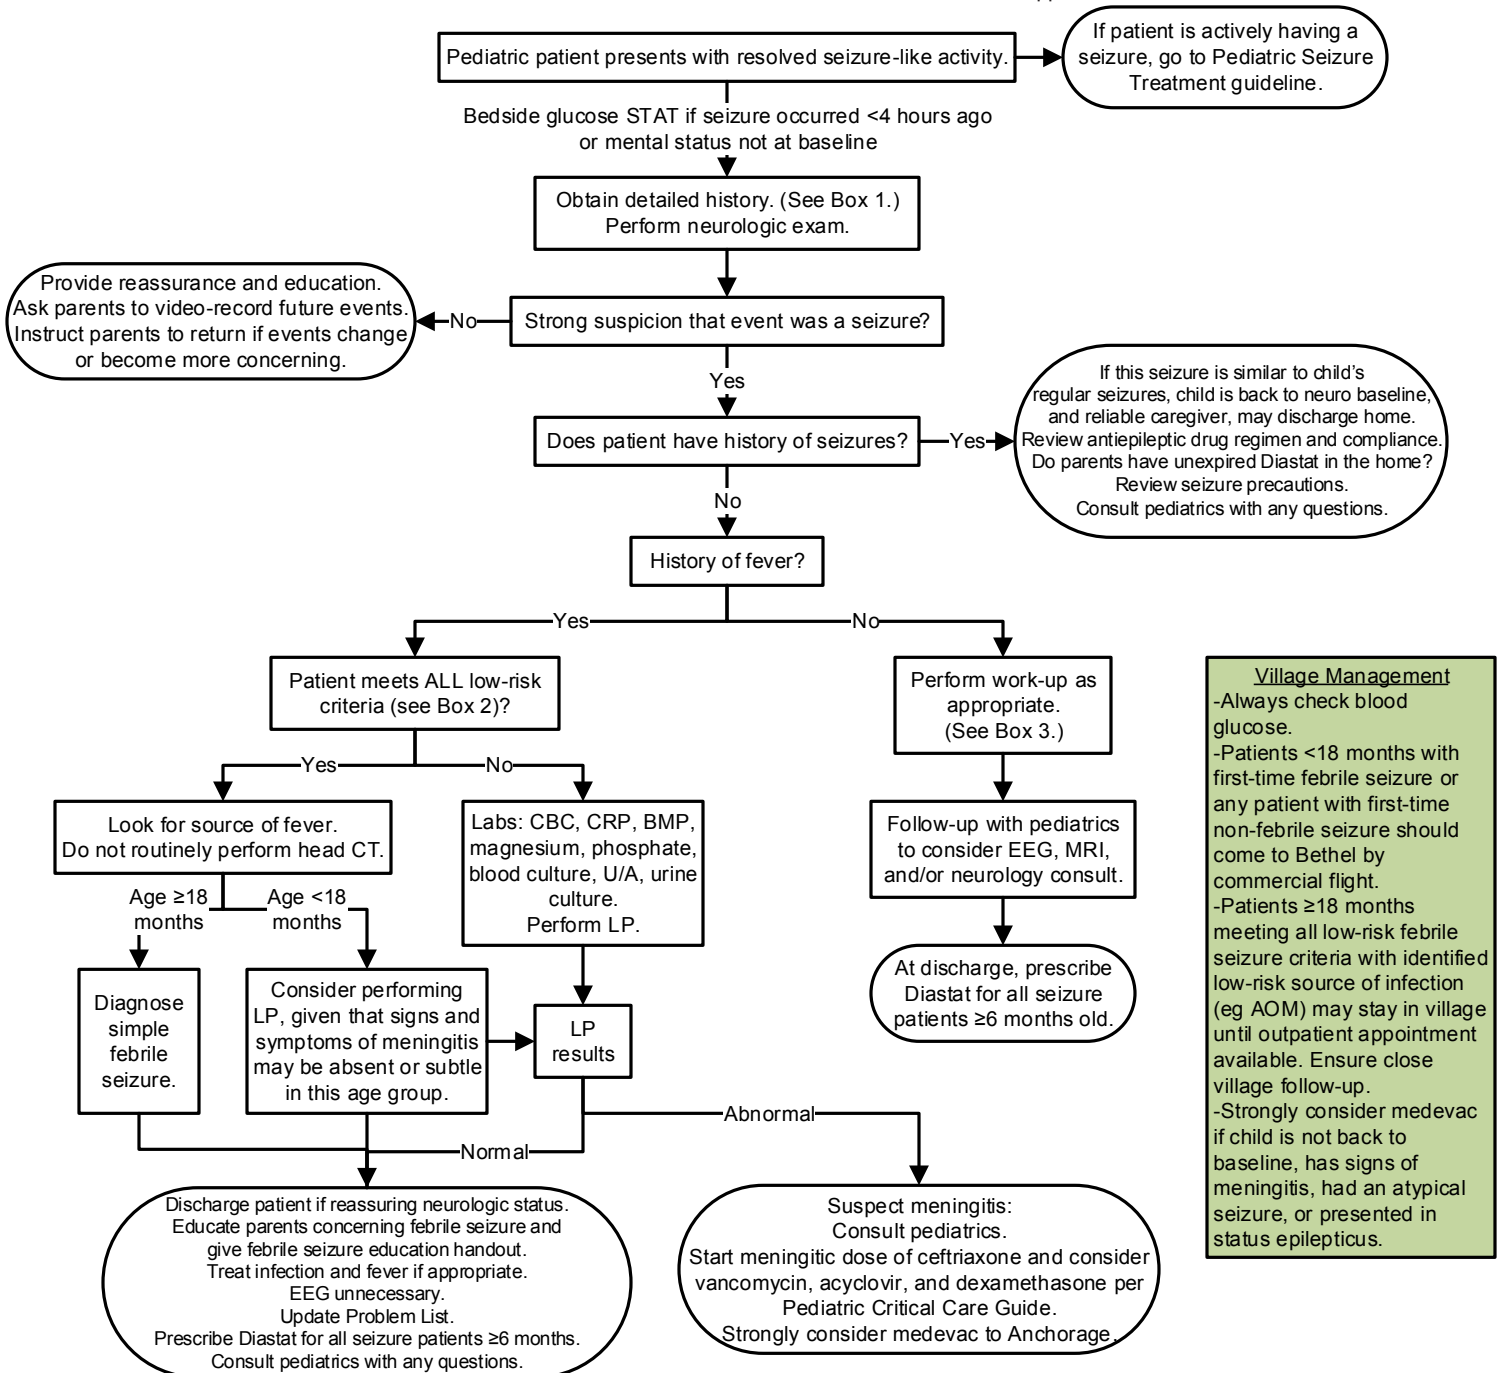 If patient is actively having a
seizure, go to Pediatric Seizure
Treatment guideline.
Pediatric patient presents with resolved seizure-like activity.
Bedside glucose STAT if seizure occurred <4 hours ago
or mental status not at baseline
Obtain detailed history. (See Box 1.)
Perform neurologic exam.
Provide reassurance and education.
Ask parents to video-record future events.
Instruct parents to return if events change
or become more concerning.
No
Strong suspicion that event was a seizure?
Yes
If this seizure is similar to child's
regular seizures, child is back to neuro baseline,
and reliable caregiver, may discharge home.
Review antiepileptic drug regimen and compliance.
Do parents have unexpired Diastat in the home?
Review seizure precautions.
Consult pediatrics with any questions.
Does patient have history of seizures?
Yes
No
History of fever?
Yes
No
Patient meets ALL low-risk
criteria (see Box 2)?
Perform work-up as
appropriate.
(See Box 3.)
Yes
No
Look for source of fever.
Do not routinely perform head CT.
Labs: CBC, CRP, BMP,
magnesium, phosphate,
blood culture, U/A, urine
culture.
Perform LP.
Follow-up with pediatrics
to consider EEG, MRI,
and/or neurology consult.
Age ≥18
months
Age <18
months
Diagnose
simple
febrile
seizure.
Consider performing
LP, given that signs and
symptoms of meningitis
may be absent or subtle
in this age group.
LP
results
At discharge, prescribe
Diastat for all seizure
patients ≥6 months old.
Abnormal
Normal
Discharge patient if reassuring neurologic status.
Educate parents concerning febrile seizure and
give febrile seizure education handout.
Treat infection and fever if appropriate.
EEG unnecessary.
Update Problem List.
Prescribe Diastat for all seizure patients ≥6 months.
Consult pediatrics with any questions.
Suspect meningitis:
Consult pediatrics.
Start meningitic dose of ceftriaxone and consider
vancomycin, acyclovir, and dexamethasone per
Pediatric Critical Care Guide.
Strongly consider medevac to Anchorage.
Village Management
-Always check blood
glucose.
-Patients <18 months with
first-time febrile seizure or
any patient with first-time
non-febrile seizure should
come to Bethel by
commercial flight.
-Patients ≥18 months
meeting all low-risk febrile
seizure criteria with identified
low-risk source of infection
(eg AOM) may stay in village
until outpatient appointment
available. Ensure close
village follow-up.
-Strongly consider medevac
if child is not back to
baseline, has signs of
meningitis, had an atypical
seizure, or presented in
status epilepticus.